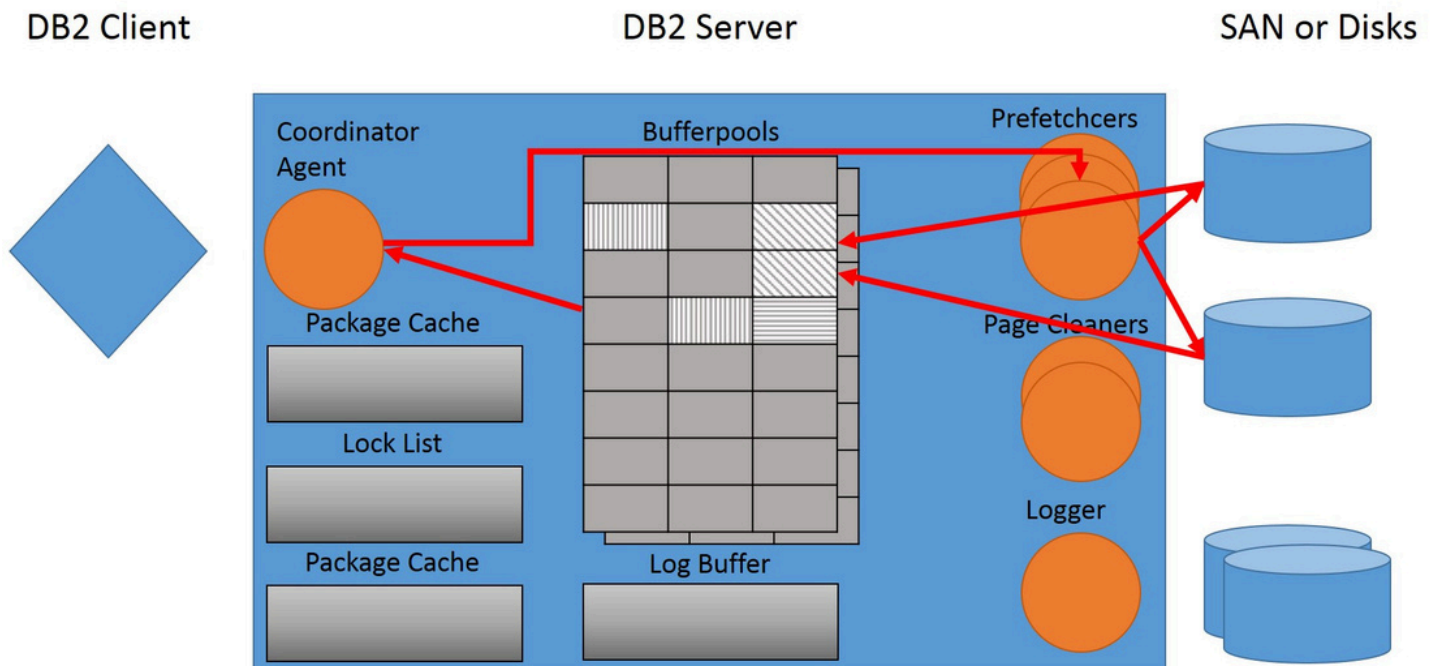 DB2 Client
DB2 Server
SAN or Disks
Coordinator
Agent
Bufferpools
Prefetchcers
Package Cache
Page Cleaners
Lock List
Logger
Package Cache
Log Buffer